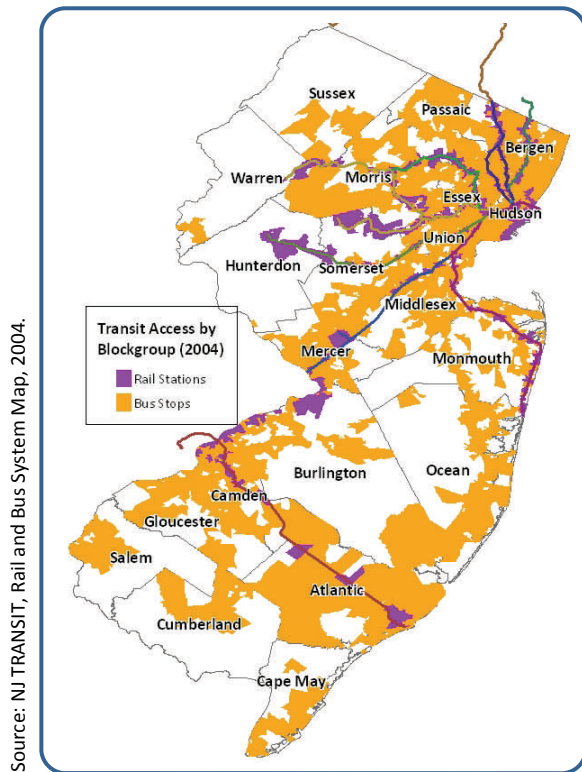 Sussex
Passaic
Bergen
Warren
Morris
Essex
Hudson
Union
Hunterdon
Somerset
Middlesex
Transit Access by
Blockgroup (2004)
Rail Stations
Bus Stops
Mercer
Monmouth
Burlington
Ocean
Camden
Gloucester
Salem
Atlantic
Cumberland
Cape May
Source: NJ TRANSIT, Rail and Bus System Map, 2004.